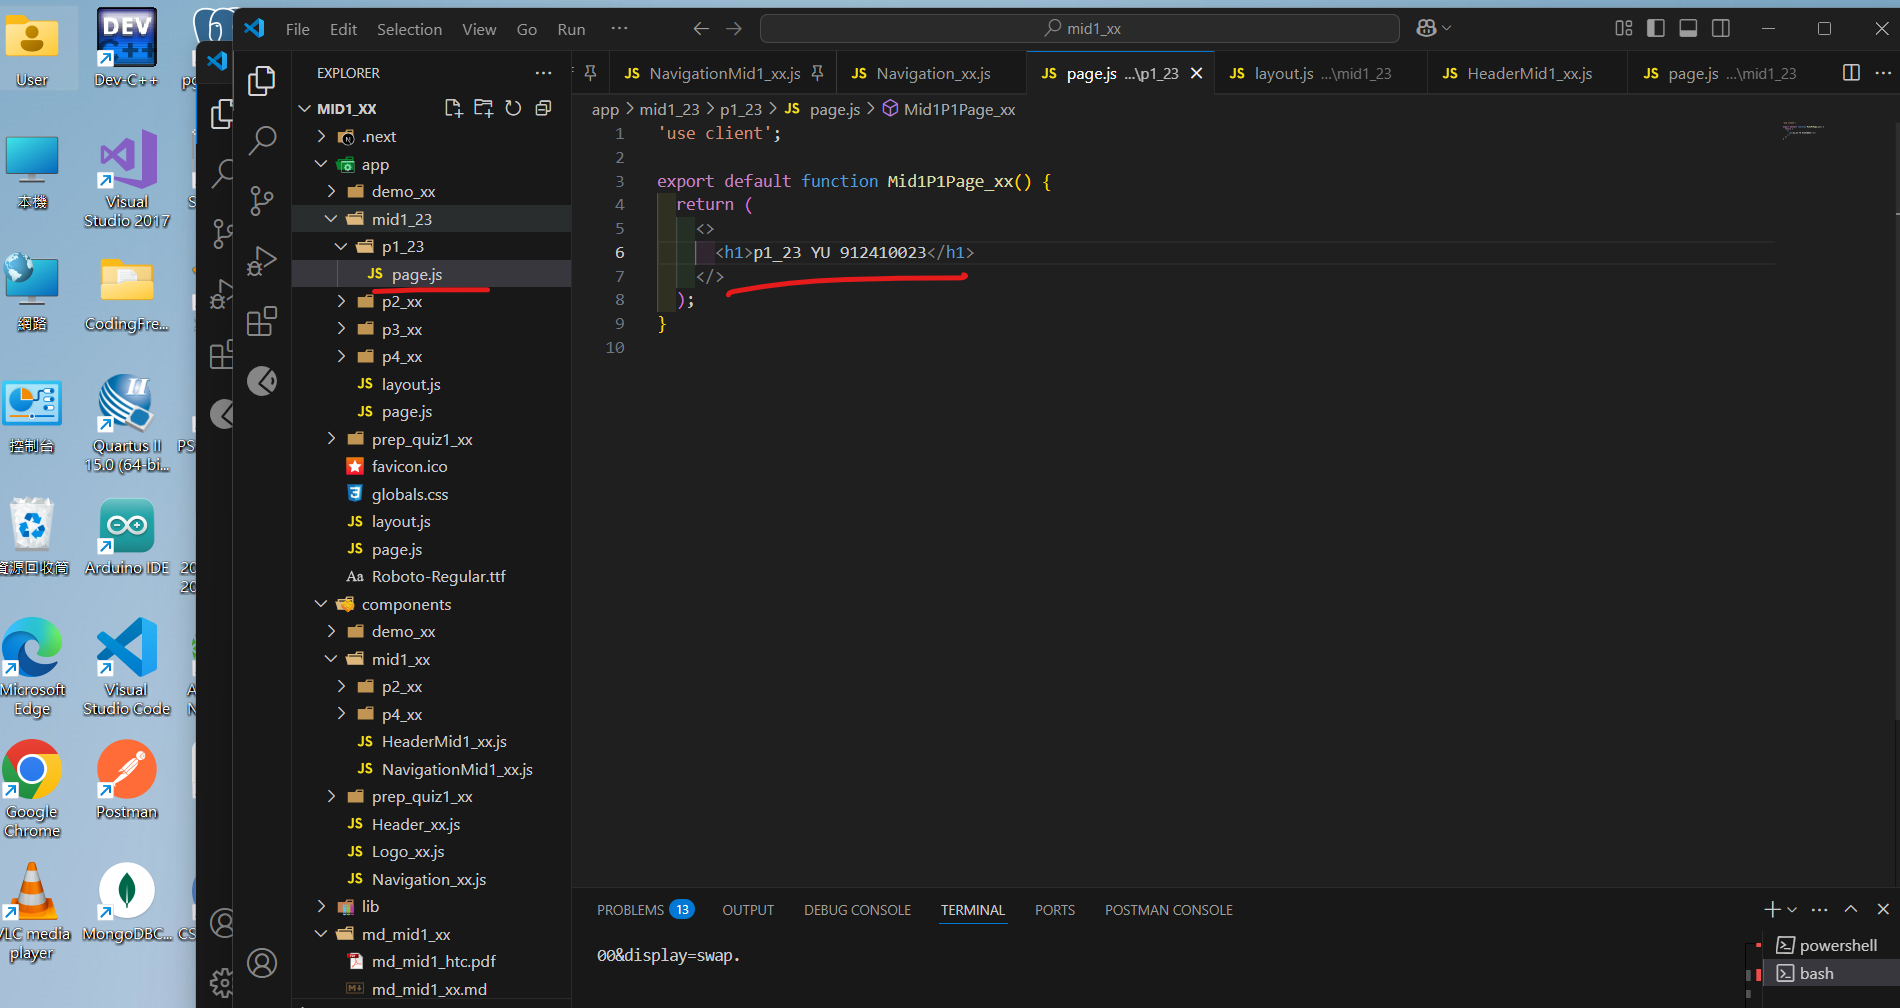 User
Dev-C++
本機
Visual
Studio 2017
網路
CodingFre...
控制台
Quartus II
15.0 (64-bi...
PS
資源回收筒
Arduino IDE
20
20
Microsoft
Edge
Visual
Studio Code
Google
Chrome
Postman
VLC media
player
MongoDBC...
CS
File Edit Selection View Go Run ···
mid1_xx
EXPLORER
NavigationMid1_xx.js
Navigation_xx.js
page.js ...\p1_23
layout.js ...\mid1_23
HeaderMid1_xx.js
page.js ...\mid1_23
app > mid1_23 > p1_23 > JS page.js > Mid1P1Page_xx
MID1_XX
.next
app
demo_xx
mid1_23
p1_23
JS page.js
p2_xx
p3_xx
p4_xx
JS layout.js
JS page.js
prep_quiz1_xx
favicon.ico
globals.css
JS layout.js
JS page.js
Aa Roboto-Regular.ttf
components
demo_xx
mid1_xx
p2_xx
p4_xx
JS HeaderMid1_xx.js
JS NavigationMid1_xx.js
prep_quiz1_xx
JS Header_xx.js
JS Logo_xx.js
JS Navigation_xx.js
lib
md_mid1_xx
md_mid1_htc.pdf
md_mid1_xx.md
1 'use client';
2
3 export default function Mid1P1Page_xx() {
4 return (
5 <>
6 <h1>p1_23 YU 912410023</h1>
7 </>
8 );
9 }
10
PROBLEMS 13 OUTPUT DEBUG CONSOLE TERMINAL PORTS POSTMAN CONSOLE
00&display=swap.
powershell
bash